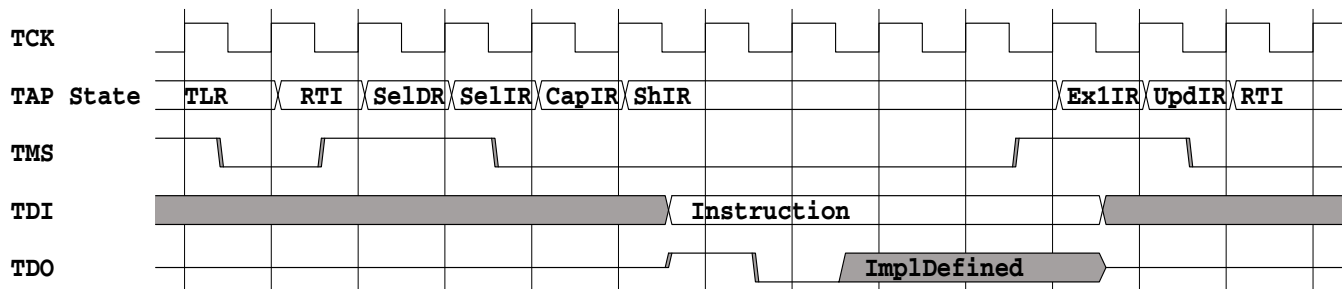 TCK
TAP State TLR RTI SelDR SelIR CapIR ShIR Ex1IR UpdIR RTI
TMS
TDI Instruction
TDO ImplDefined